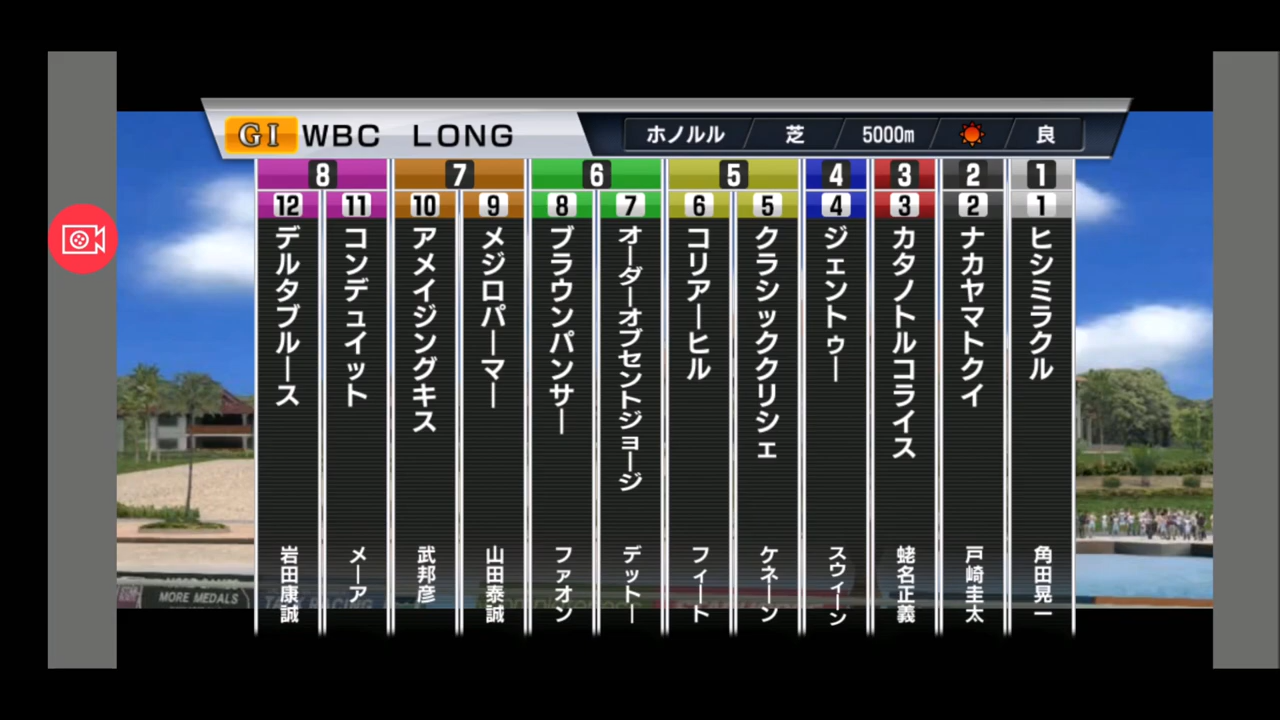 GI WBC LONG ホノルル 芝 5000m 良
8 7 6 5 4 3 2 1
12 11 10 9 8 7 6 5 4 3 2 1
ヒシミラクル
角田晃一
ナカヤマトクイ
戸崎圭太
カタノトルコライス
蛯名正義
ジェントゥー
スウィーン
クラシッククリシェ
ケネーン
コリアーヒル
フィート
オーダーオブセントジョージ
デットー
ブラウンパンサー
ファオン
メジロパーマー
山田泰誠
アメイジングキス
武邦彦
コンデュイット
メーア
デルタブルース
岩田康誠
MORE MEDALS